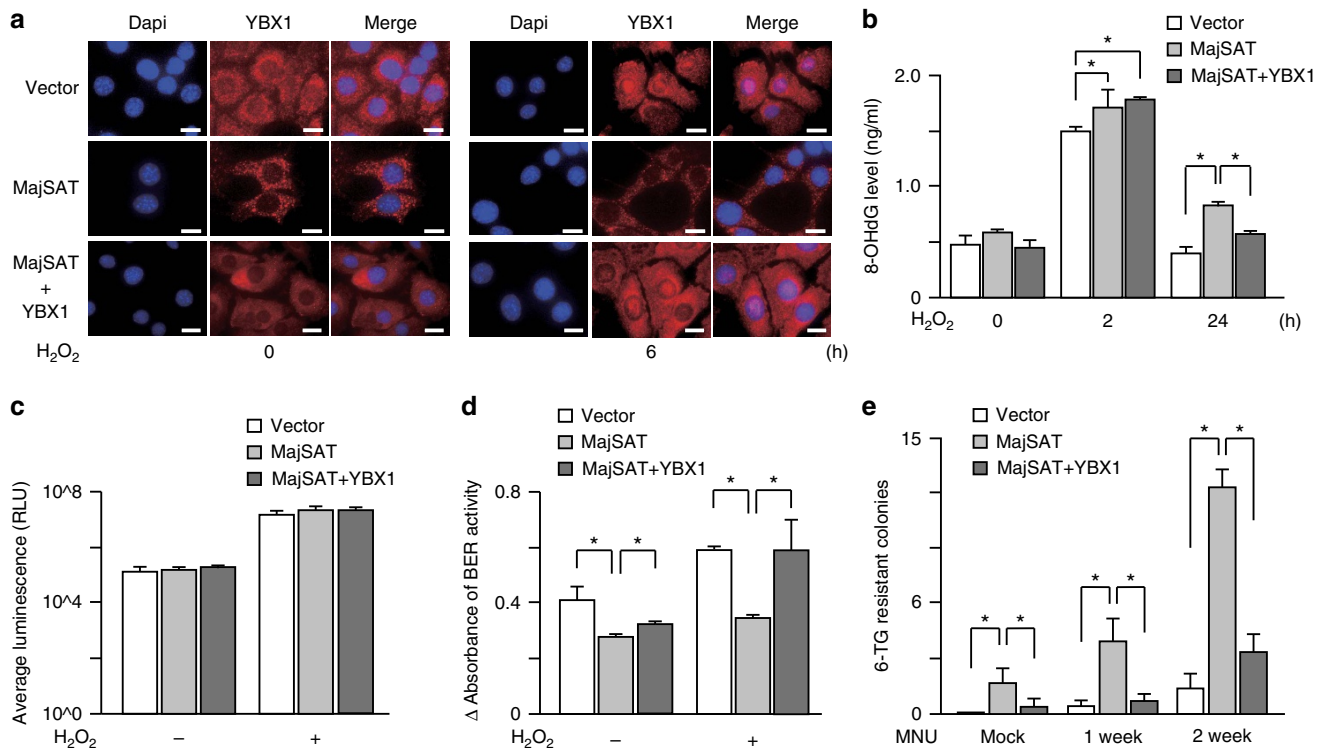 a
Dapi YBX1 Merge Dapi YBX1 Merge
Vector
MajSAT
MajSAT
+
YBX1
H₂O₂ 0 6 (h)
b
Vector
MajSAT
MajSAT+YBX1
8-OHdG level (ng/ml)
2.0
1.0
0
* *
* *
H₂O₂ 0 2 24 (h)
c
Vector
MajSAT
MajSAT+YBX1
Average luminescence (RLU)
10^8
10^4
10^0
H₂O₂ – +
d
Vector
MajSAT
MajSAT+YBX1
Δ Absorbance of BER activity
0.8
0.4
0
* *
* *
H₂O₂ – +
e
Vector
MajSAT
MajSAT+YBX1
6-TG resistant colonies
15
6
0
* *
* *
* *
MNU Mock 1 week 2 week